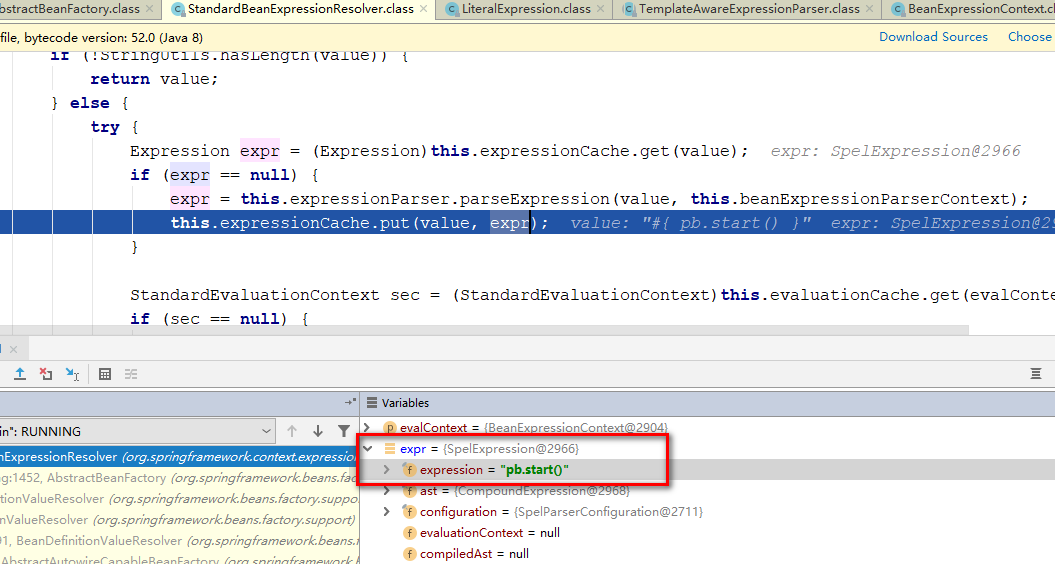 bstractBeanFactory.class StandardBeanExpressionResolver.class LiteralExpression.class TemplateAwareExpressionParser.class BeanExpressionContext.cl
file, bytecode version: 52.0 (Java 8) Download Sources Choose
if (!StringUtils.hasLength(value)) {
return value;
} else {
try {
Expression expr = (Expression)this.expressionCache.get(value); expr: SpelExpression@2966
if (expr == null) {
expr = this.expressionParser.parseExpression(value, this.beanExpressionParserContext);
this.expressionCache.put(value, expr); value: "#{ pb.start() }" expr: SpelExpression@29
}
StandardEvaluationContext sec = (StandardEvaluationContext)this.evaluationCache.get(evalConte
if (sec == null) {
Variables
in": RUNNING
nExpressionResolver (org.springframework.context.expression
ng:1452, AbstractBeanFactory (org.springframework.beans.fac
itionValueResolver (org.springframework.beans.factory.suppo
nValueResolver (org.springframework.beans.factory.support)
91, BeanDefinitionValueResolver (org.springframework.bean
AbstractAutowireCapableBeanFactory (org.springframework
evalContext = {BeanExpressionContext@2904}
expr = {SpelExpression@2966}
expression = "pb.start()"
ast = {CompoundExpression@2968}
configuration = {SpelParserConfiguration@2711}
evaluationContext = null
compiledAst = null